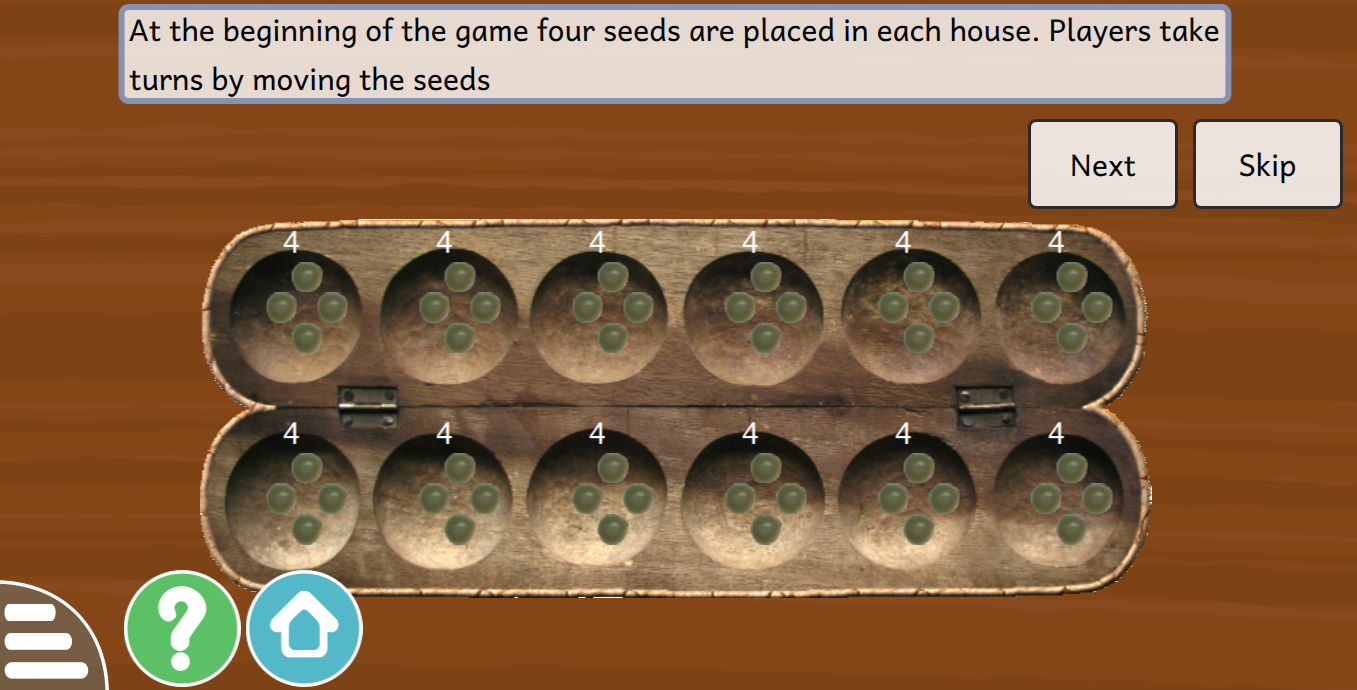 At the beginning of the game four seeds are placed in each house. Players take
turns by moving the seeds
Next Skip
4 4 4 4 4 4
4 4 4 4 4 4
?